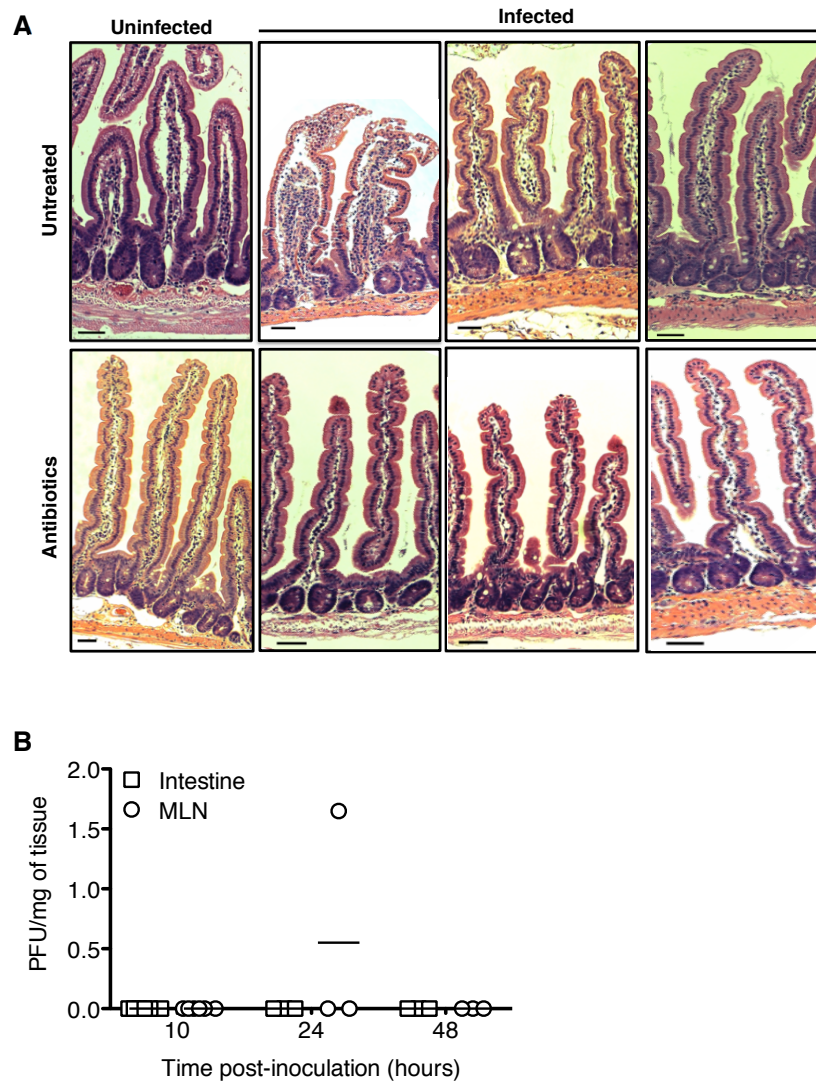 A
Uninfected
Infected
Untreated
Antibiotics
B
2.0
1.5
1.0
0.5
0.0
PFU/mg of tissue
Intestine
MLN
10 24 48
Time post-inoculation (hours)